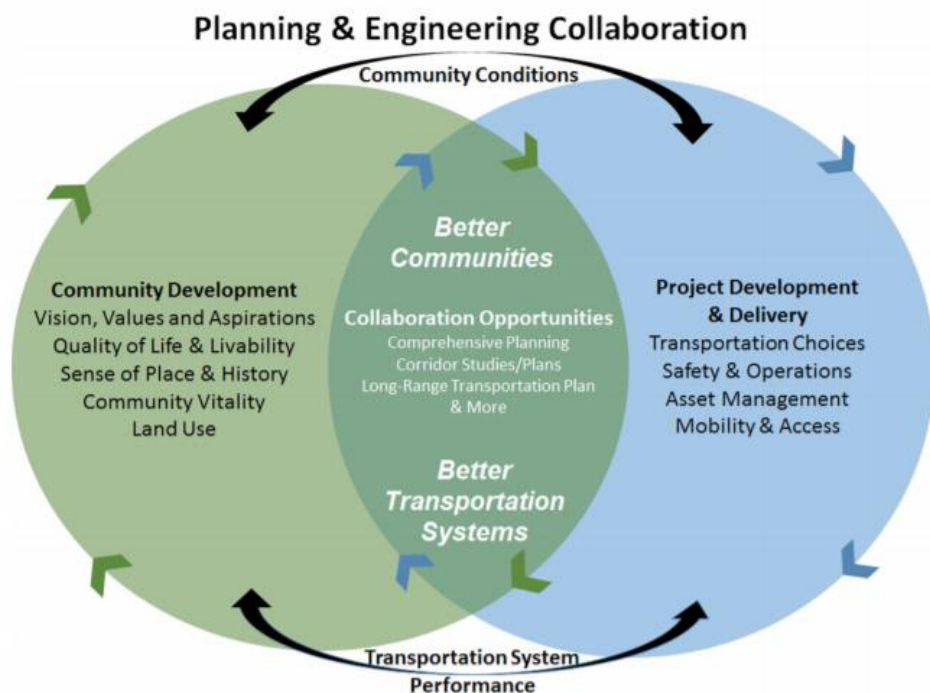 Planning & Engineering Collaboration
Community Conditions
Better
Communities
Community Development
Vision, Values and Aspirations
Quality of Life & Livability
Sense of Place & History
Community Vitality
Land Use
Collaboration Opportunities
Comprehensive Planning
Corridor Studies/Plans
Long-Range Transportation Plan
& More
Project Development
& Delivery
Transportation Choices
Safety & Operations
Asset Management
Mobility & Access
Better
Transportation
Systems
Transportation System
Performance